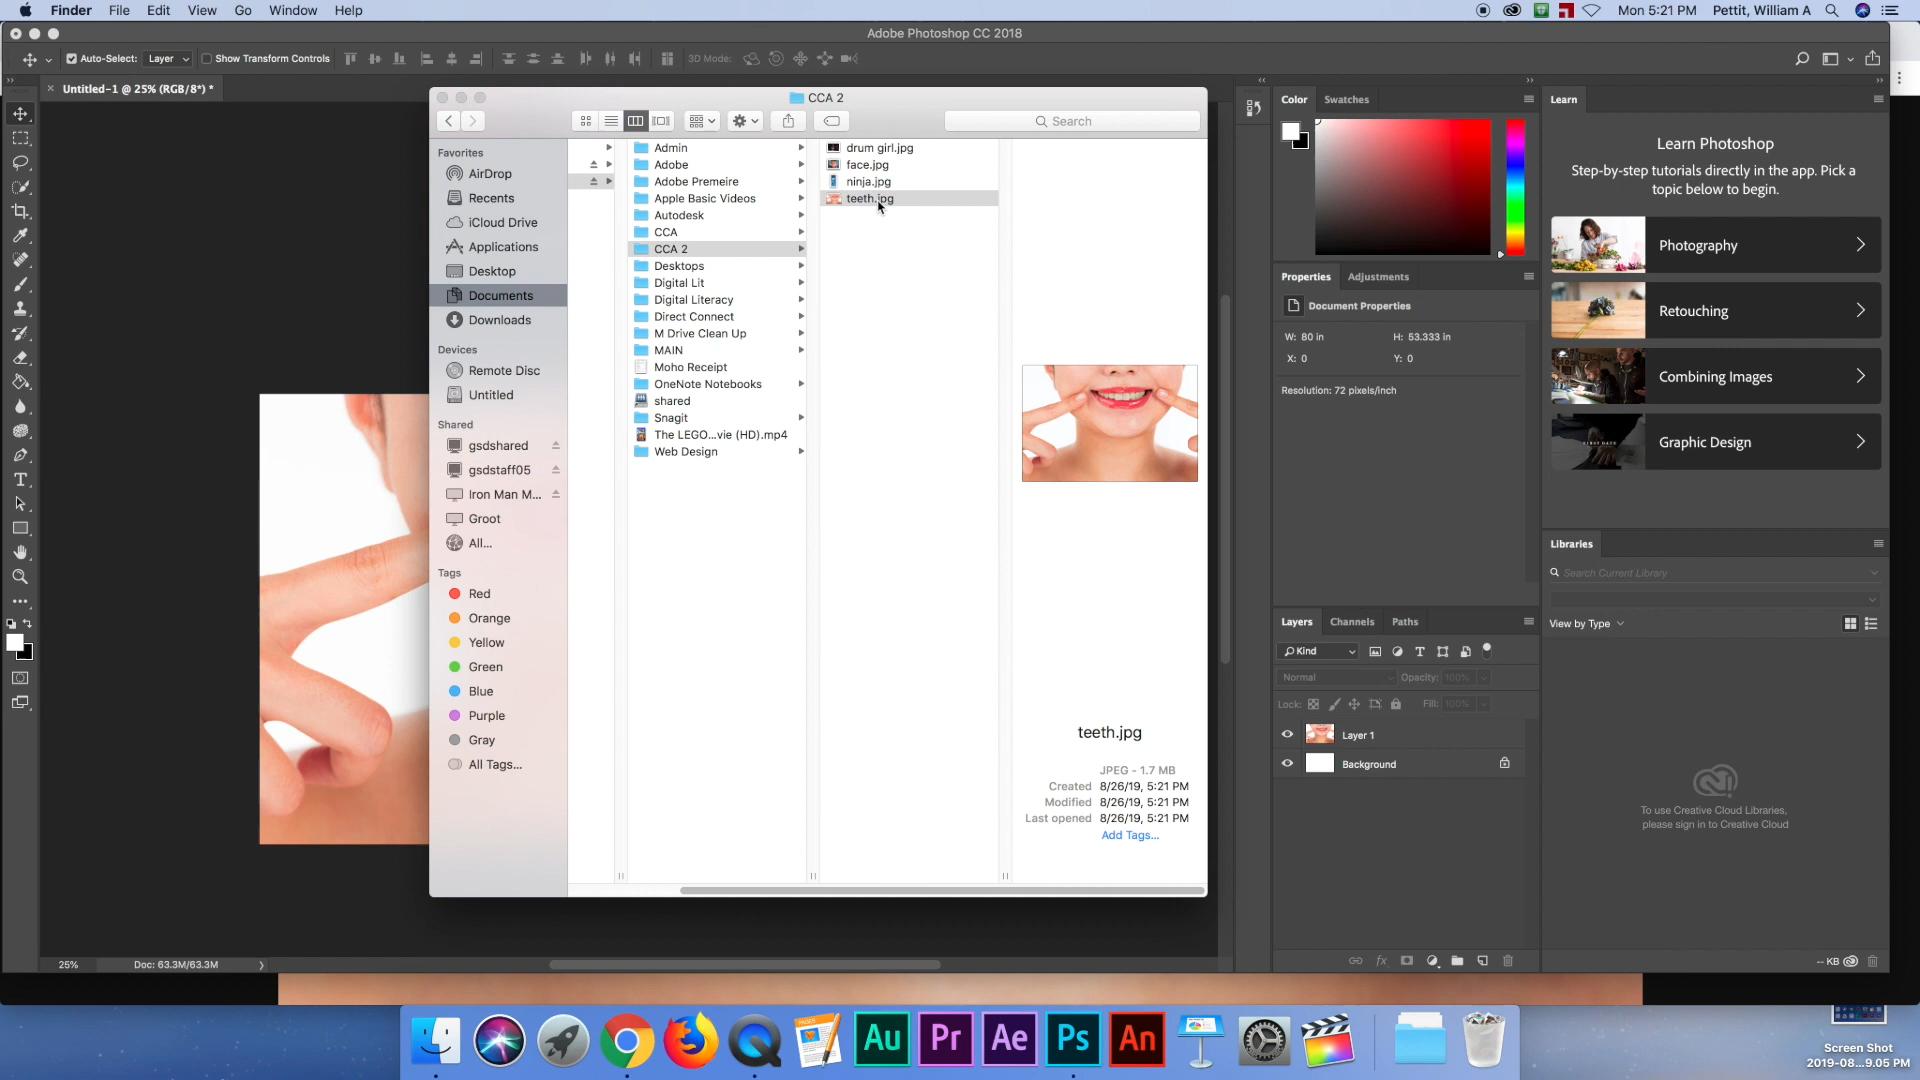 Finder File Edit View Go Window Help
Mon 5:21 PM Pettit, William A
Adobe Photoshop CC 2018
Auto-Select: Layer Show Transform Controls 3D Mode:
Untitled-1 @ 25% (RGB/8*) *
CCA 2
Search
Favorites
AirDrop
Recents
iCloud Drive
Applications
Desktop
Documents
Downloads
Devices
Remote Disc
Untitled
Shared
gsdshared
gsdstaff05
Iron Man M...
Groot
All...
Tags
Red
Orange
Yellow
Green
Blue
Purple
Gray
All Tags...
Admin
Adobe
Adobe Premeire
Apple Basic Videos
Autodesk
CCA
CCA 2
Desktops
Digital Lit
Digital Literacy
Direct Connect
M Drive Clean Up
MAIN
Moho Receipt
OneNote Notebooks
shared
Snagit
The LEGO...vie (HD).mp4
Web Design
drum girl.jpg
face.jpg
ninja.jpg
teeth.jpg
teeth.jpg
JPEG - 1.7 MB
Created 8/26/19, 5:21 PM
Modified 8/26/19, 5:21 PM
Last opened 8/26/19, 5:21 PM
Add Tags...
Color Swatches
Properties Adjustments
Document Properties
W: 80 in H: 53.333 in
X: 0 Y: 0
Resolution: 72 pixels/inch
Layers Channels Paths
Kind
Normal Opacity: 100%
Lock: Fill: 100%
Layer 1
Background
Learn
Learn Photoshop
Step-by-step tutorials directly in the app. Pick a
topic below to begin.
Photography
Retouching
Combining Images
FIRST DATE
Graphic Design
Libraries
Search Current Library
View by Type
To use Creative Cloud Libraries,
please sign in to Creative Cloud
-- KB
25% Doc: 63.3M/63.3M
PAGES
Au Pr Ae Ps An
Screen Shot
2019-08...9.05 PM